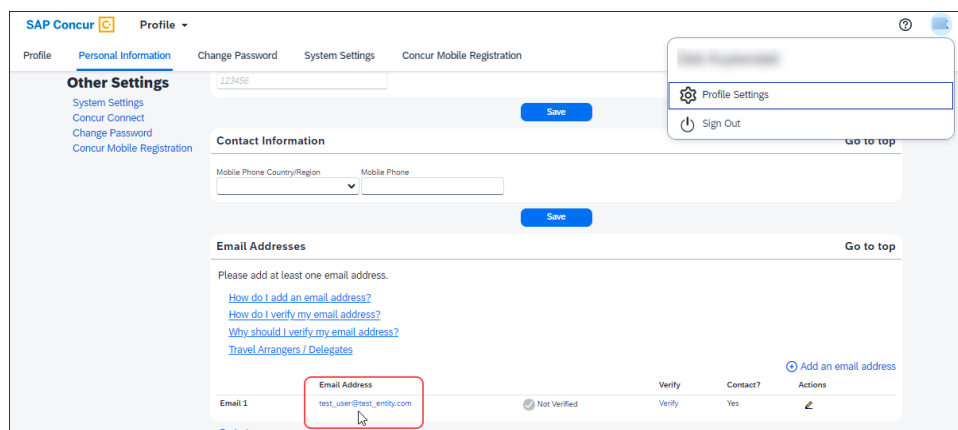 SAP Concur C Profile
Profile Personal Information Change Password System Settings Concur Mobile Registration
Profile Settings
Sign Out
Other Settings
System Settings
Concur Connect
Change Password
Concur Mobile Registration
123456
Save
Contact Information Go to top
Mobile Phone Country/Region Mobile Phone
Save
Email Addresses Go to top
Please add at least one email address.
How do I add an email address?
How do I verify my email address?
Why should I verify my email address?
Travel Arrangers / Delegates
Add an email address
Email Address Verify Contact? Actions
Email 1 test_user@test_entity.com Not Verified Verify Yes